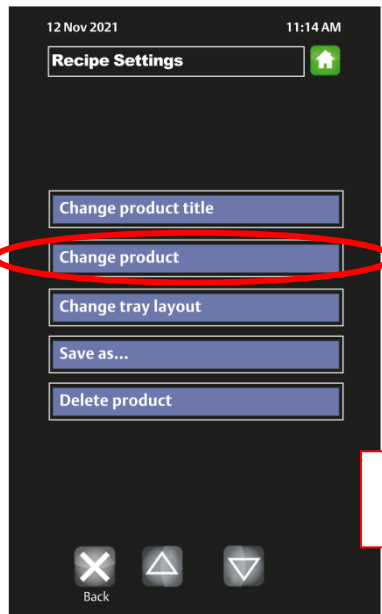 12 Nov 2021 11:14 AM
Recipe Settings
Change product title
Change product
Change tray layout
Save as...
Delete product
Back